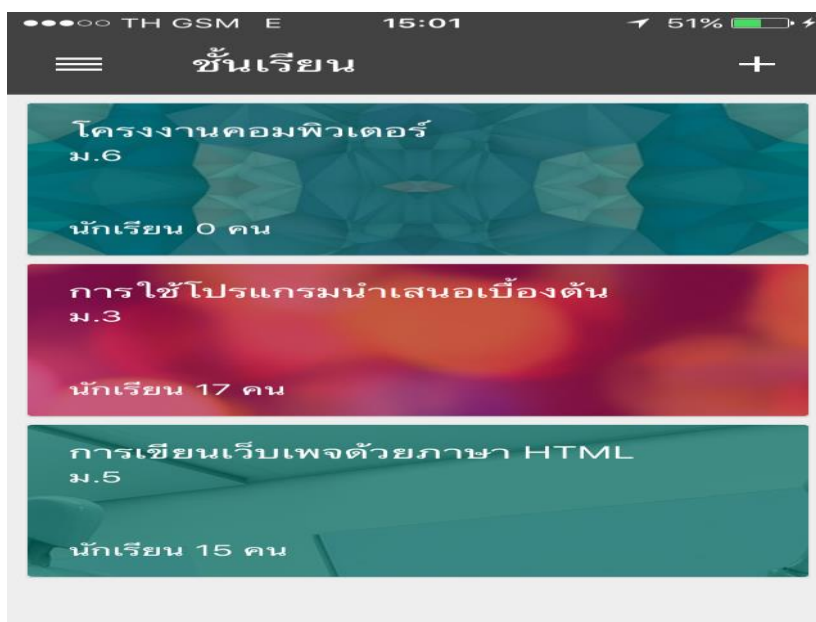 TH GSM E 15:01 51%
ชั้นเรียน
โครงงานคอมพิวเตอร์
ม.6
นักเรียน 0 คน
การใช้โปรแกรมนำเสนอเบื้องต้น
ม.3
นักเรียน 17 คน
การเขียนเว็บเพจด้วยภาษา HTML
ม.5
นักเรียน 15 คน